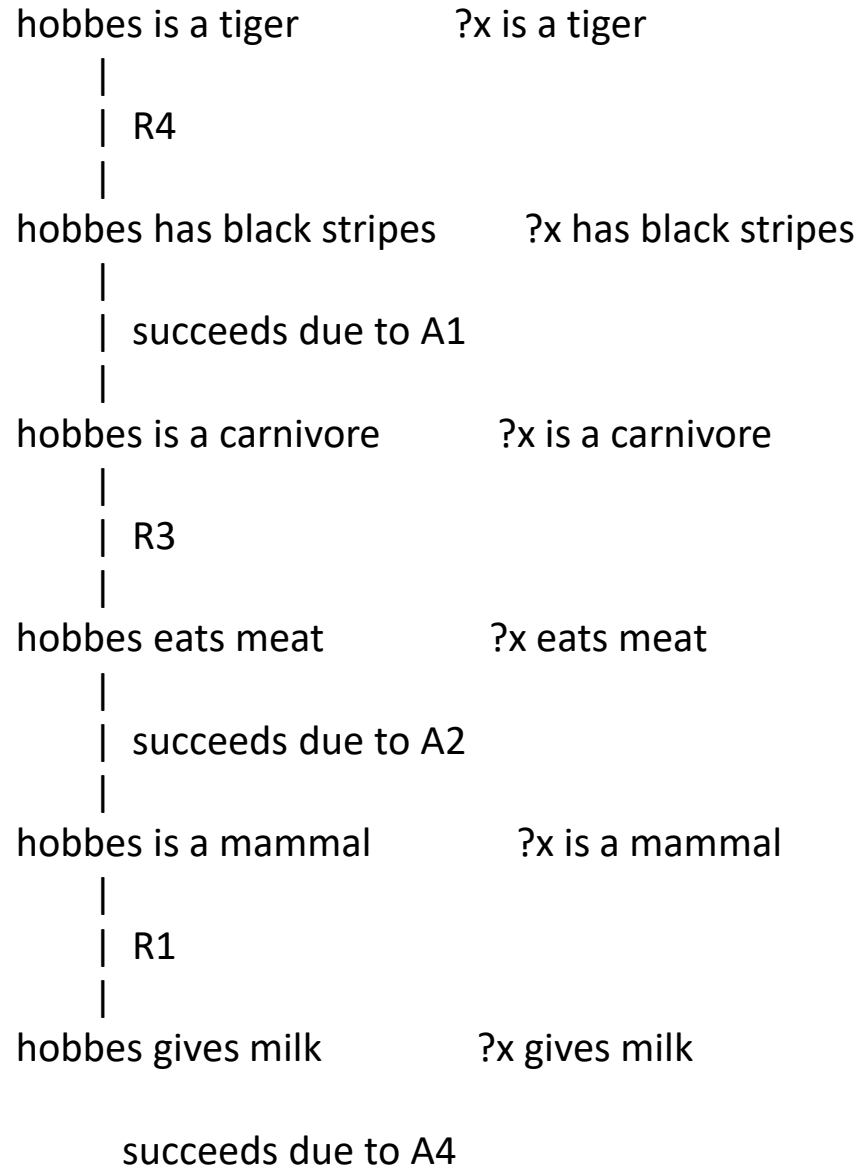 hobbes is a tiger ?x is a tiger
|
| R4
|
hobbes has black stripes ?x has black stripes
|
| succeeds due to A1
|
hobbes is a carnivore ?x is a carnivore
|
| R3
|
hobbes eats meat ?x eats meat
|
| succeeds due to A2
|
hobbes is a mammal ?x is a mammal
|
| R1
|
hobbes gives milk ?x gives milk
succeeds due to A4